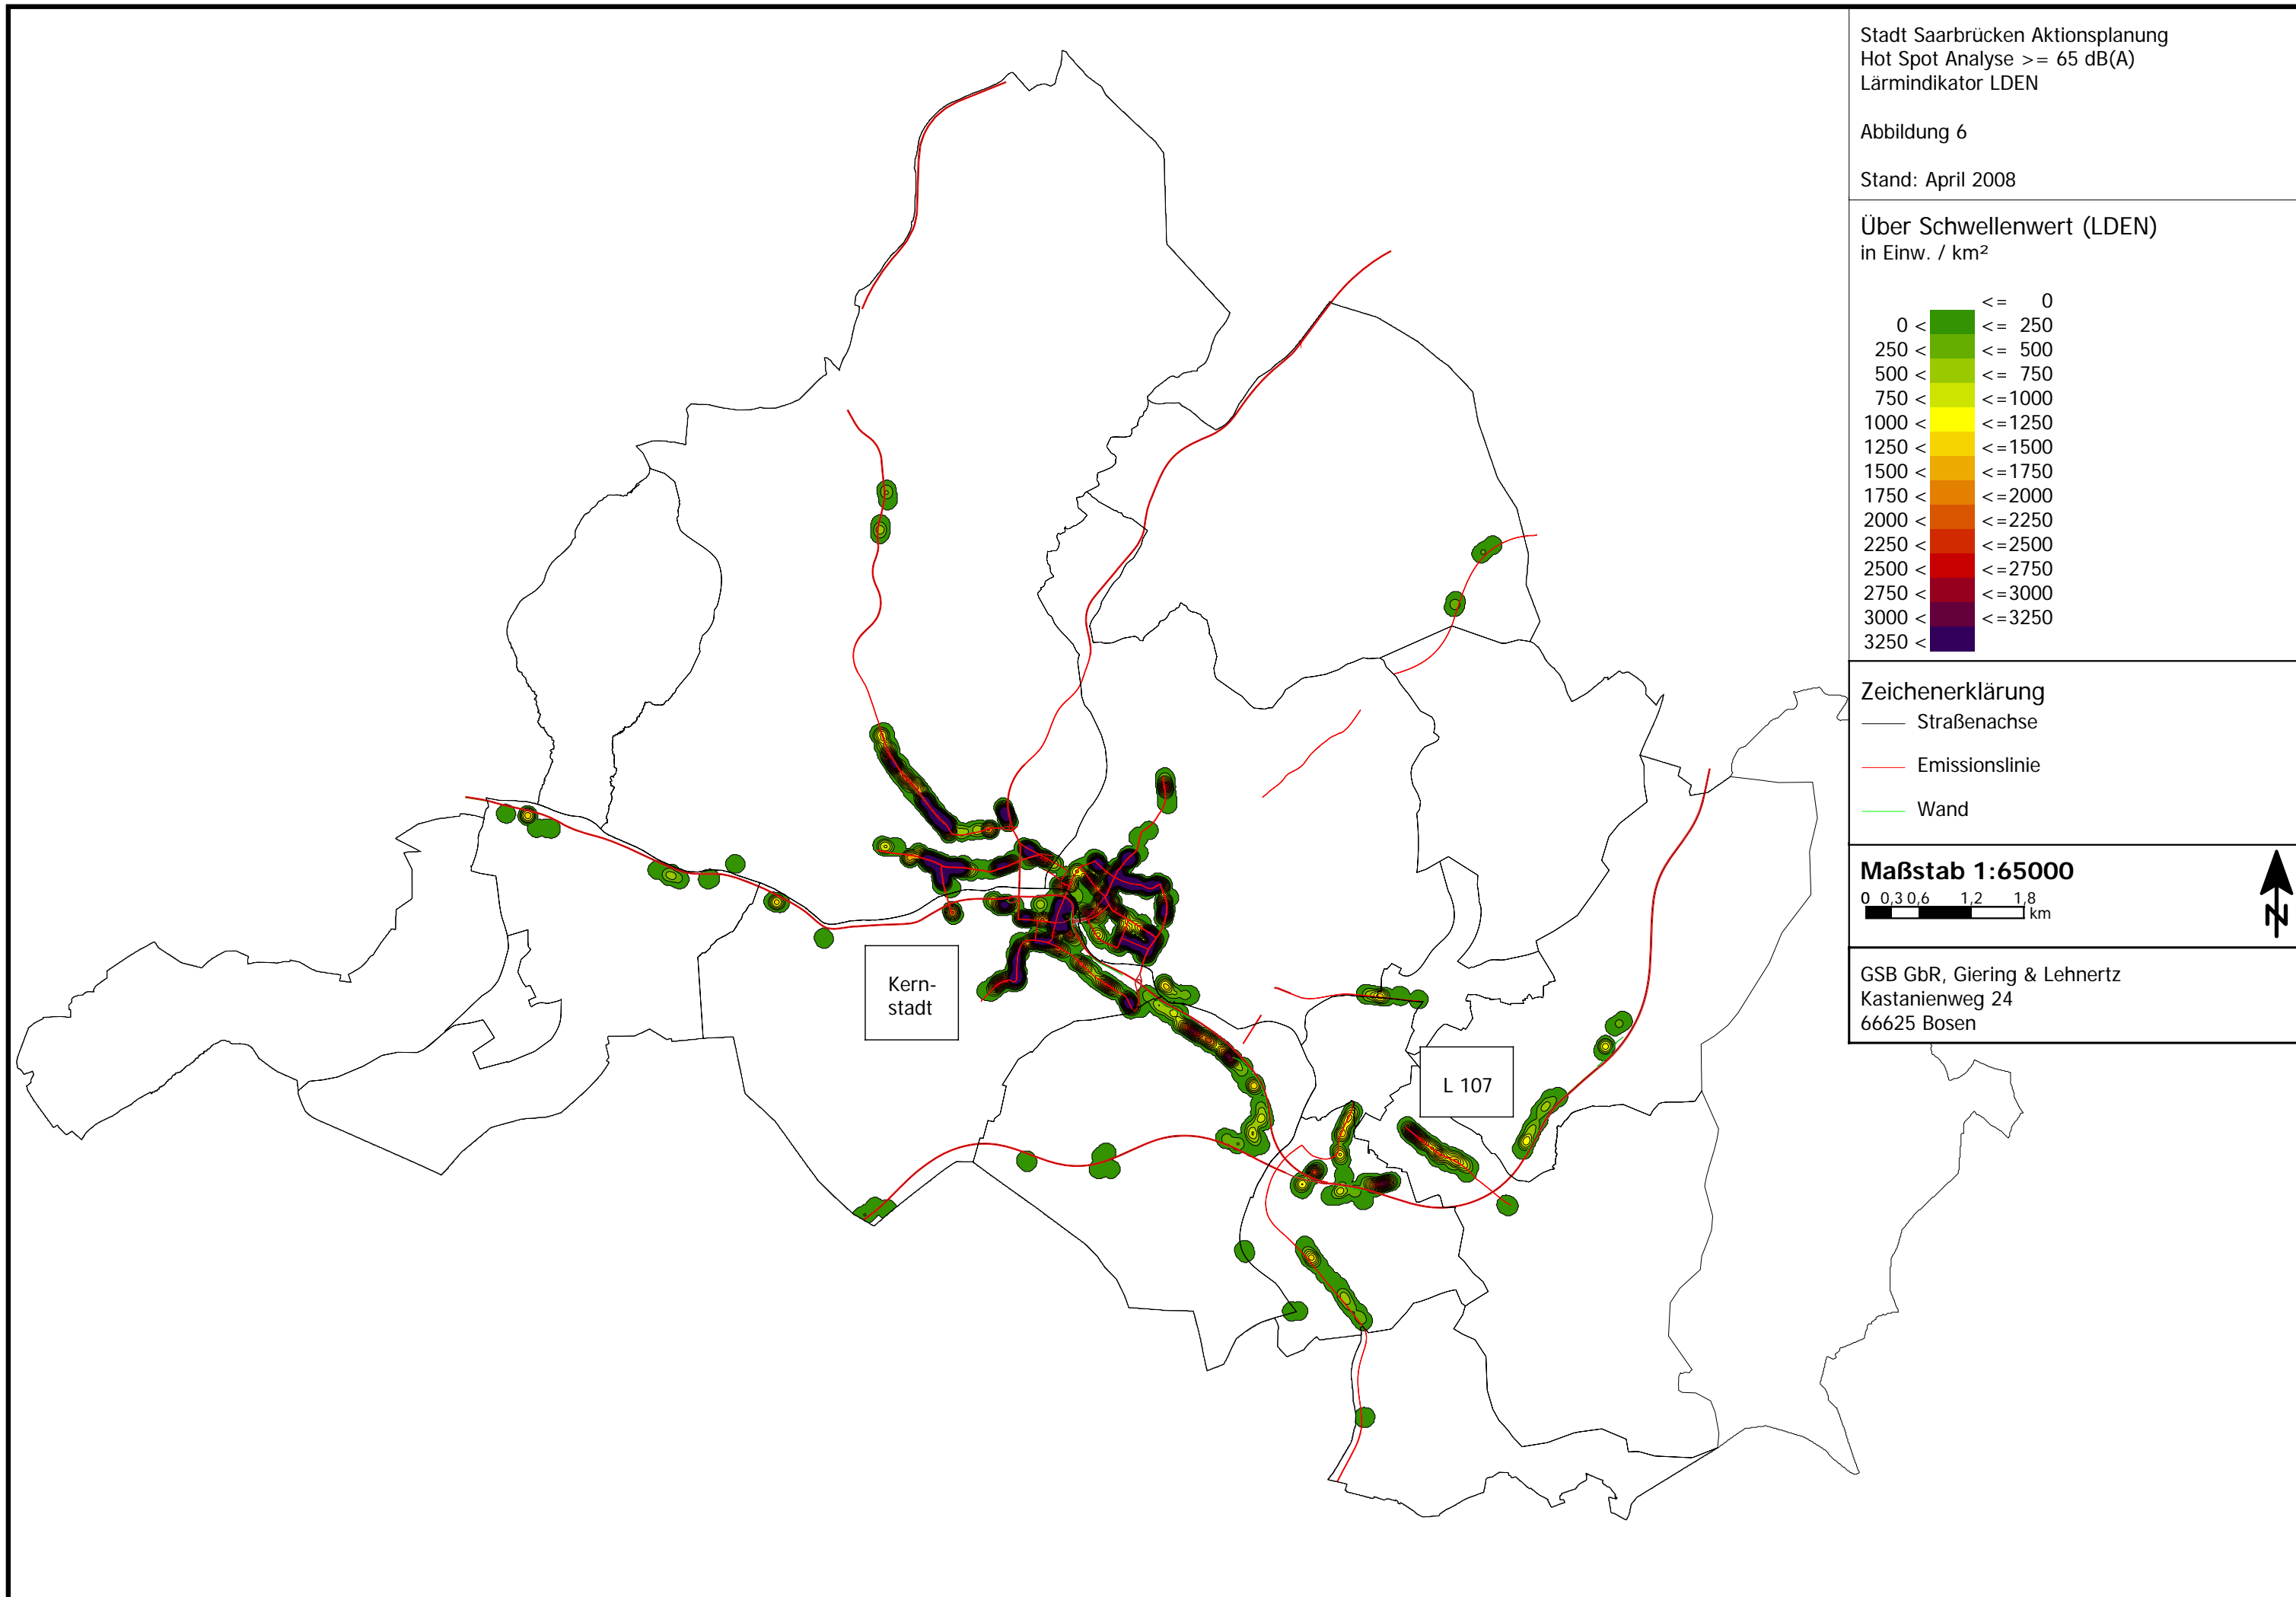 Stadt Saarbrücken Aktionsplanung
Hot Spot Analyse >= 65 dB(A)
Lärmindikator LDEN
Abbildung 6
Stand: April 2008
Über Schwellenwert (LDEN)
in Einw. / km²
<= 0
0 < <= 250
250 < <= 500
500 < <= 750
750 < <=1000
1000 < <=1250
1250 < <=1500
1500 < <=1750
1750 < <=2000
2000 < <=2250
2250 < <=2500
2500 < <=2750
2750 < <=3000
3000 < <=3250
3250 <
Zeichenerklärung
Straßenachse
Emissionslinie
Wand
Maßstab 1:65000
0 0,3 0,6 1,2 1,8
km
N
GSB GbR, Giering & Lehnertz
Kastanienweg 24
66625 Bosen
Kern-
stadt
L 107